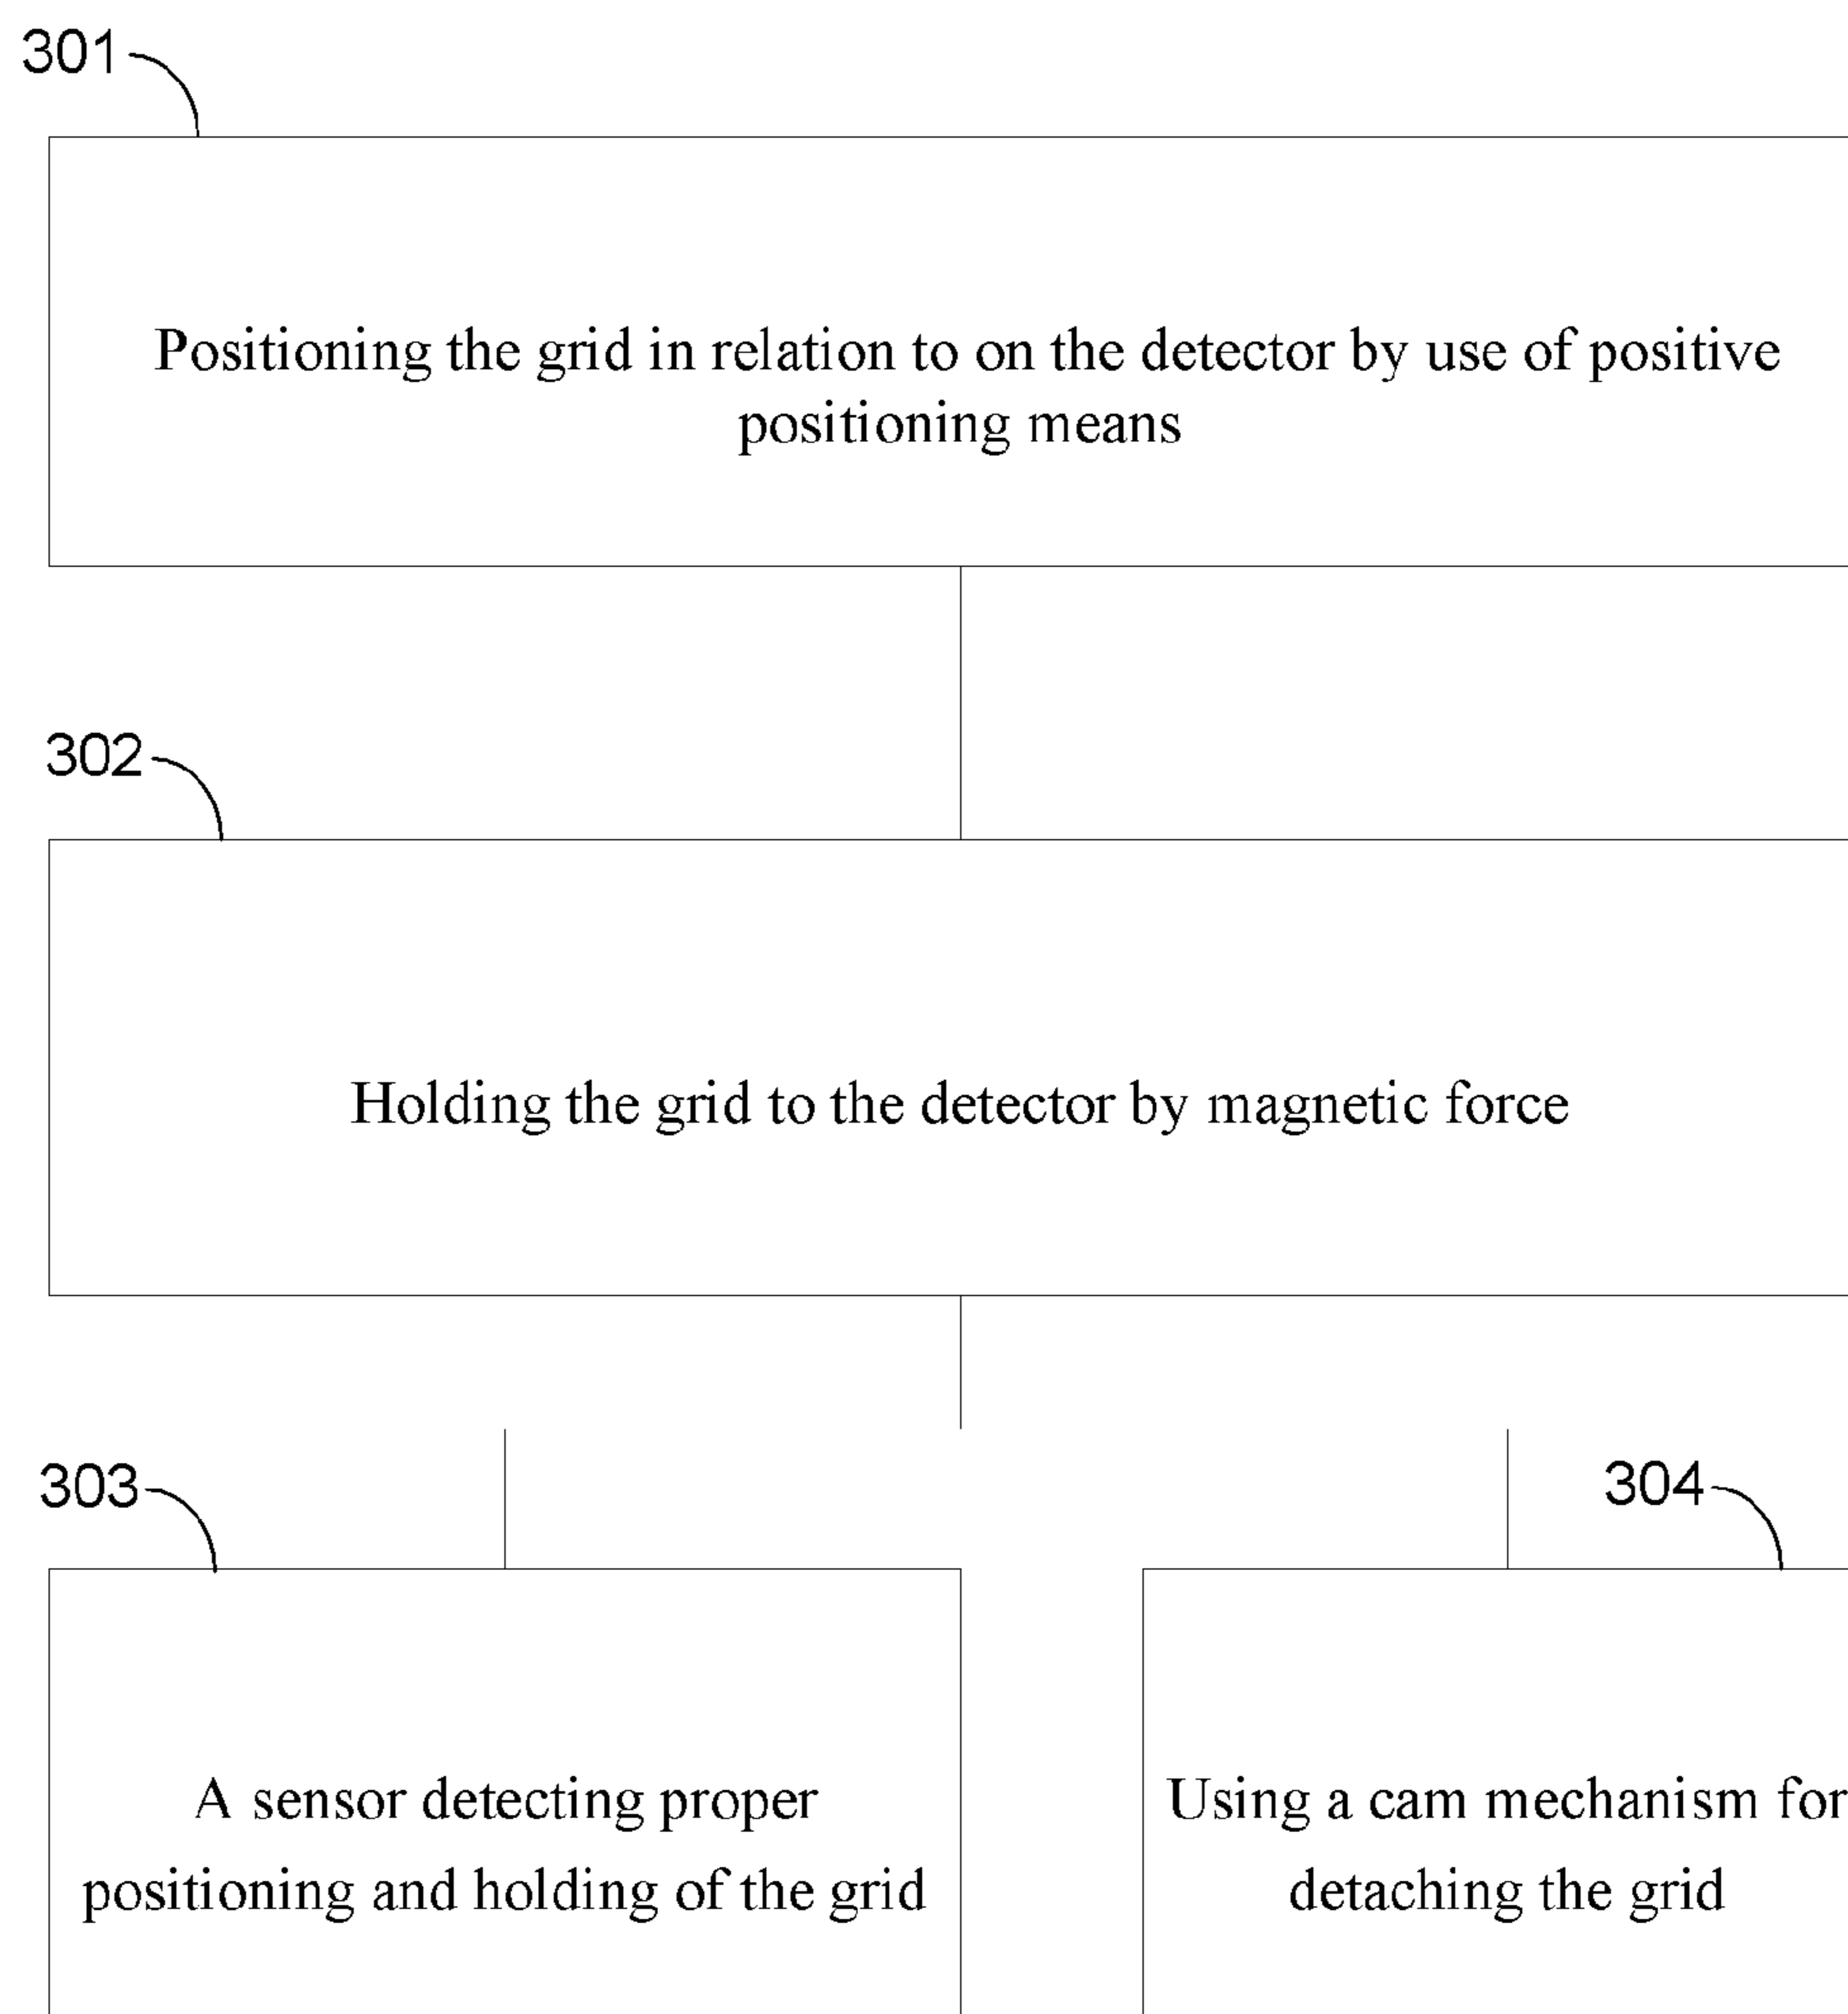 301
Positioning the grid in relation to on the detector by use of positive
positioning means
302
Holding the grid to the detector by magnetic force
303
A sensor detecting proper
positioning and holding of the grid
304
Using a cam mechanism for
detaching the grid